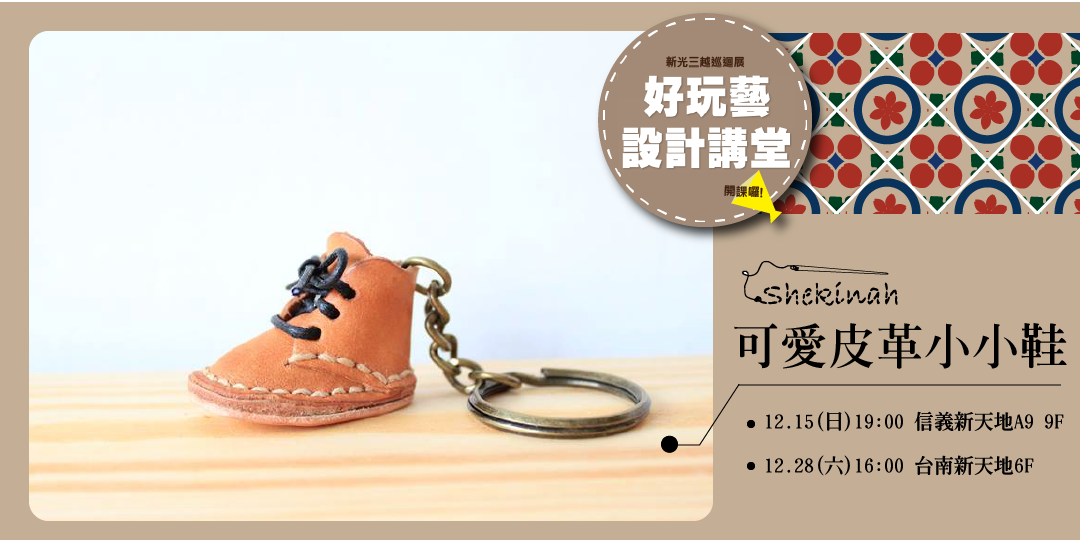 新光三越巡迴展
好玩藝
設計講堂
開課囉!
Shekinah
可愛皮革小小鞋
• 12.15(日)19:00 信義新天地A9 9F
• 12.28(六)16:00 台南新天地6F